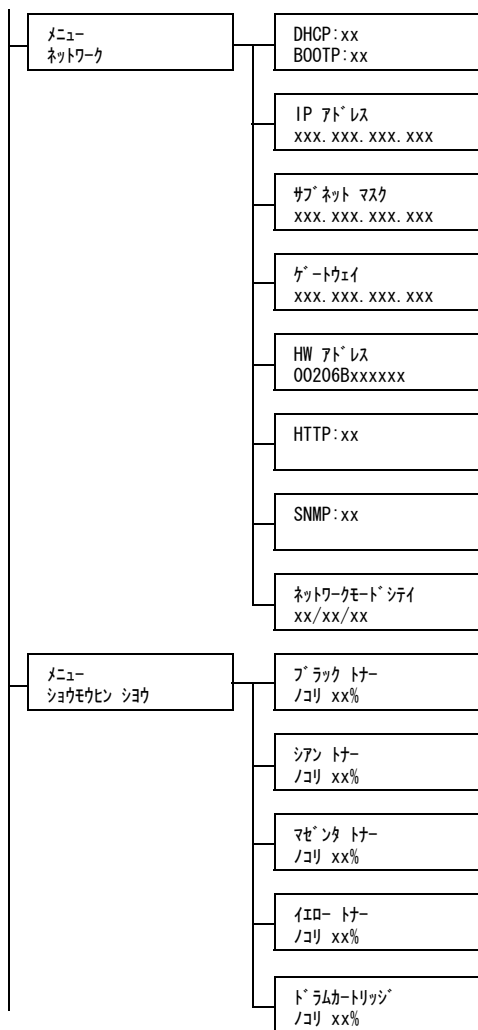 ﾒﾆｭｰ
ﾈｯﾄﾜｰｸ
DHCP:xx
BOOTP:xx
IP ｱﾄﾞﾚｽ
xxx.xxx.xxx.xxx
ｻﾌﾞﾈｯﾄ ﾏｽｸ
xxx.xxx.xxx.xxx
ｹﾞｰﾄｳｪｲ
xxx.xxx.xxx.xxx
HW ｱﾄﾞﾚｽ
00206Bxxxxxx
HTTP:xx
SNMP:xx
ﾈｯﾄﾜｰｸﾓｰﾄﾞｼﾃｲ
xx/xx/xx
ﾒﾆｭｰ
ｼｮｳﾓｳﾋﾝ ｼﾖｳ
ﾌﾞﾗｯｸ ﾄﾅｰ
ﾉｺﾘ xx%
ｼｱﾝ ﾄﾅｰ
ﾉｺﾘ xx%
ﾏｾﾞﾝﾀ ﾄﾅｰ
ﾉｺﾘ xx%
ｲｴﾛｰ ﾄﾅｰ
ﾉｺﾘ xx%
ﾄﾞﾗﾑｶｰﾄﾘｯｼﾞ
ﾉｺﾘ xx%